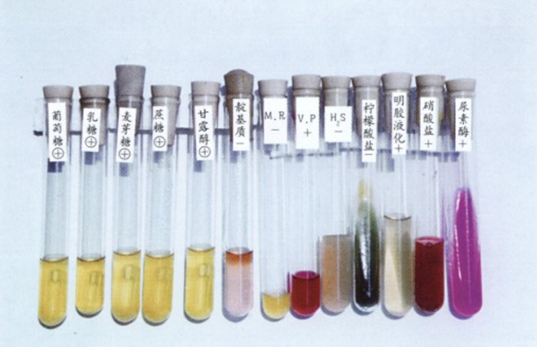 葡萄糖⊕
乳糖⊕
麦芽糖⊕
蔗糖⊕
甘露醇⊕
靛基质−
M.R
−
V.P
+
H₂S
−
柠檬酸盐−
明胶液化+
硝酸盐+
尿素酶+